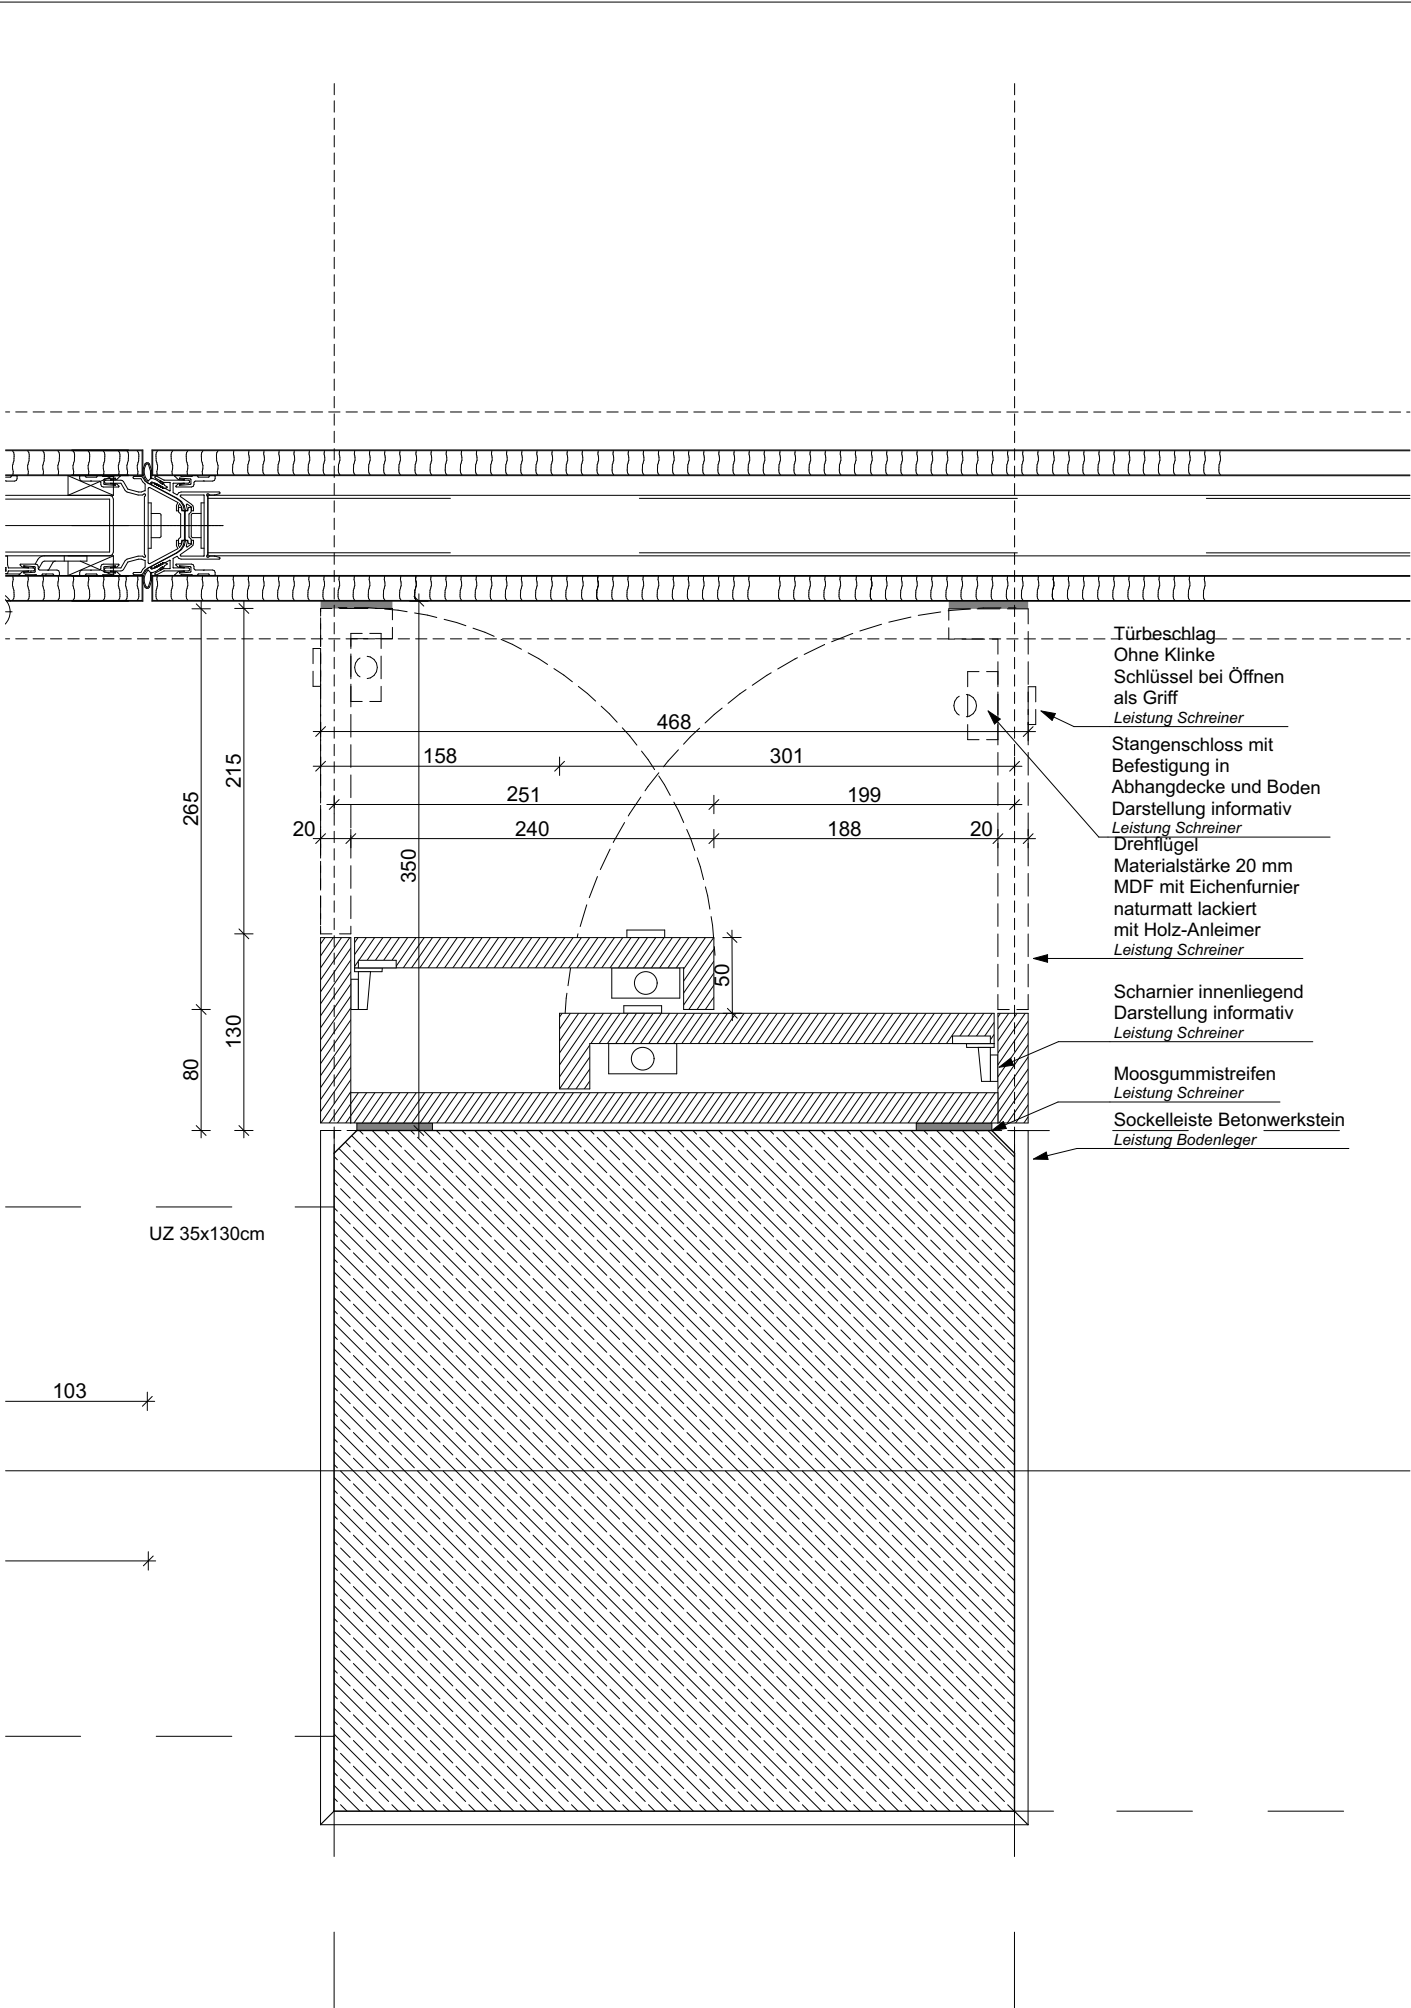 Türbeschlag
Ohne Klinke
Schlüssel bei Öffnen
als Griff
Leistung Schreiner
Stangenschloss mit
Befestigung in
Abhangdecke und Boden
Darstellung informativ
Leistung Schreiner
Drehflügel
Materialstärke 20 mm
MDF mit Eichenfurnier
naturmatt lackiert
mit Holz-Anleimer
Leistung Schreiner
Scharnier innenliegend
Darstellung informativ
Leistung Schreiner
Moosgummistreifen
Leistung Schreiner
Sockelleiste Betonwerkstein
Leistung Bodenleger
468
158
301
251
199
20
240
188
20
265
215
350
50
80
130
UZ 35x130cm
103